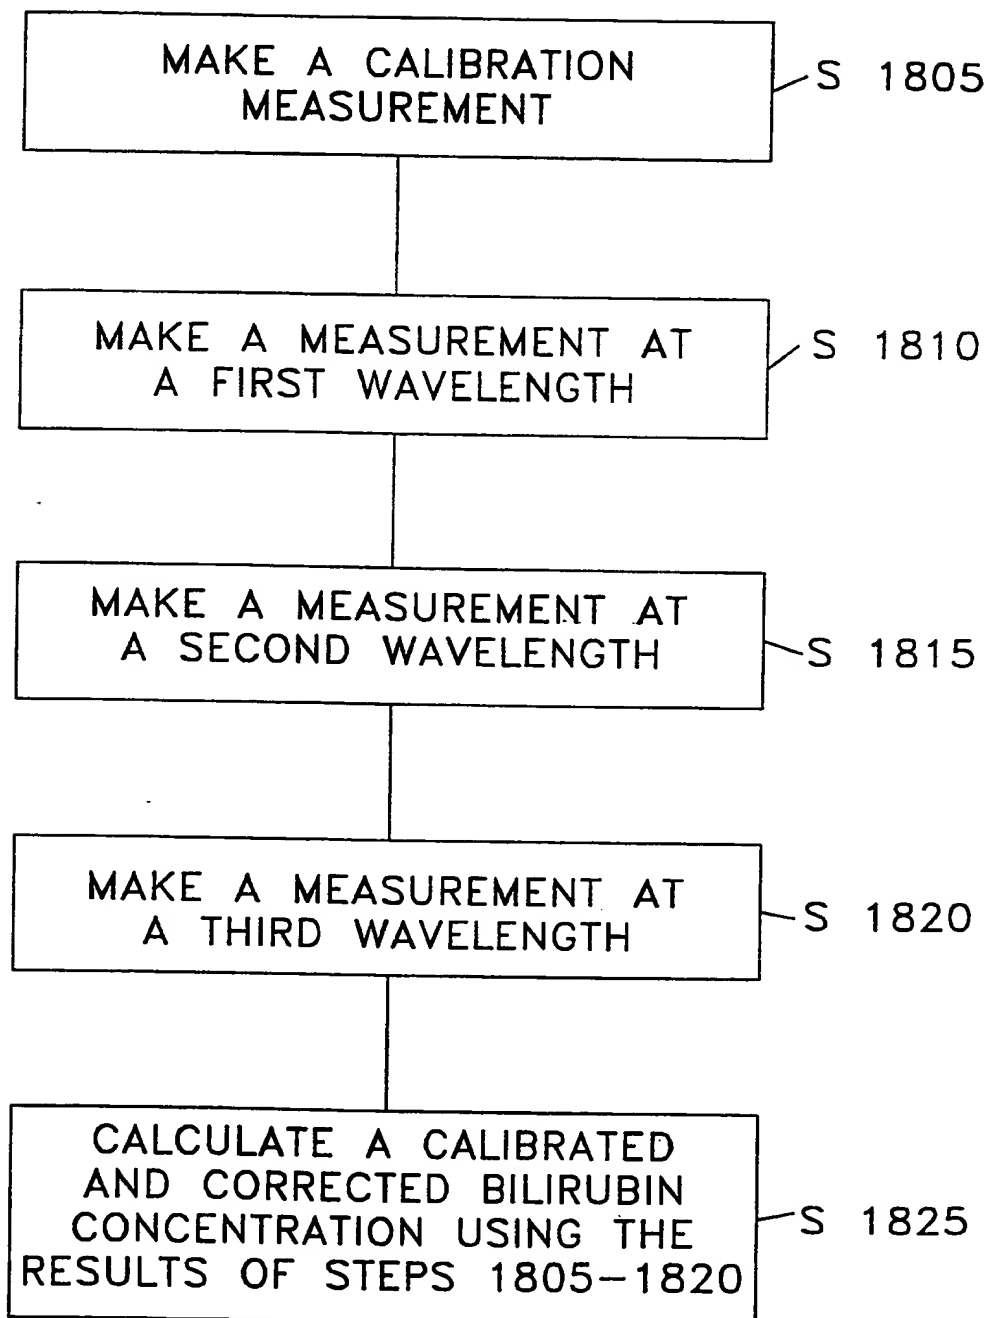 MAKE A CALIBRATION
MEASUREMENT
S 1805
MAKE A MEASUREMENT AT
A FIRST WAVELENGTH
S 1810
MAKE A MEASUREMENT AT
A SECOND WAVELENGTH
S 1815
MAKE A MEASUREMENT AT
A THIRD WAVELENGTH
S 1820
CALCULATE A CALIBRATED
AND CORRECTED BILIRUBIN
CONCENTRATION USING THE
RESULTS OF STEPS 1805-1820
S 1825